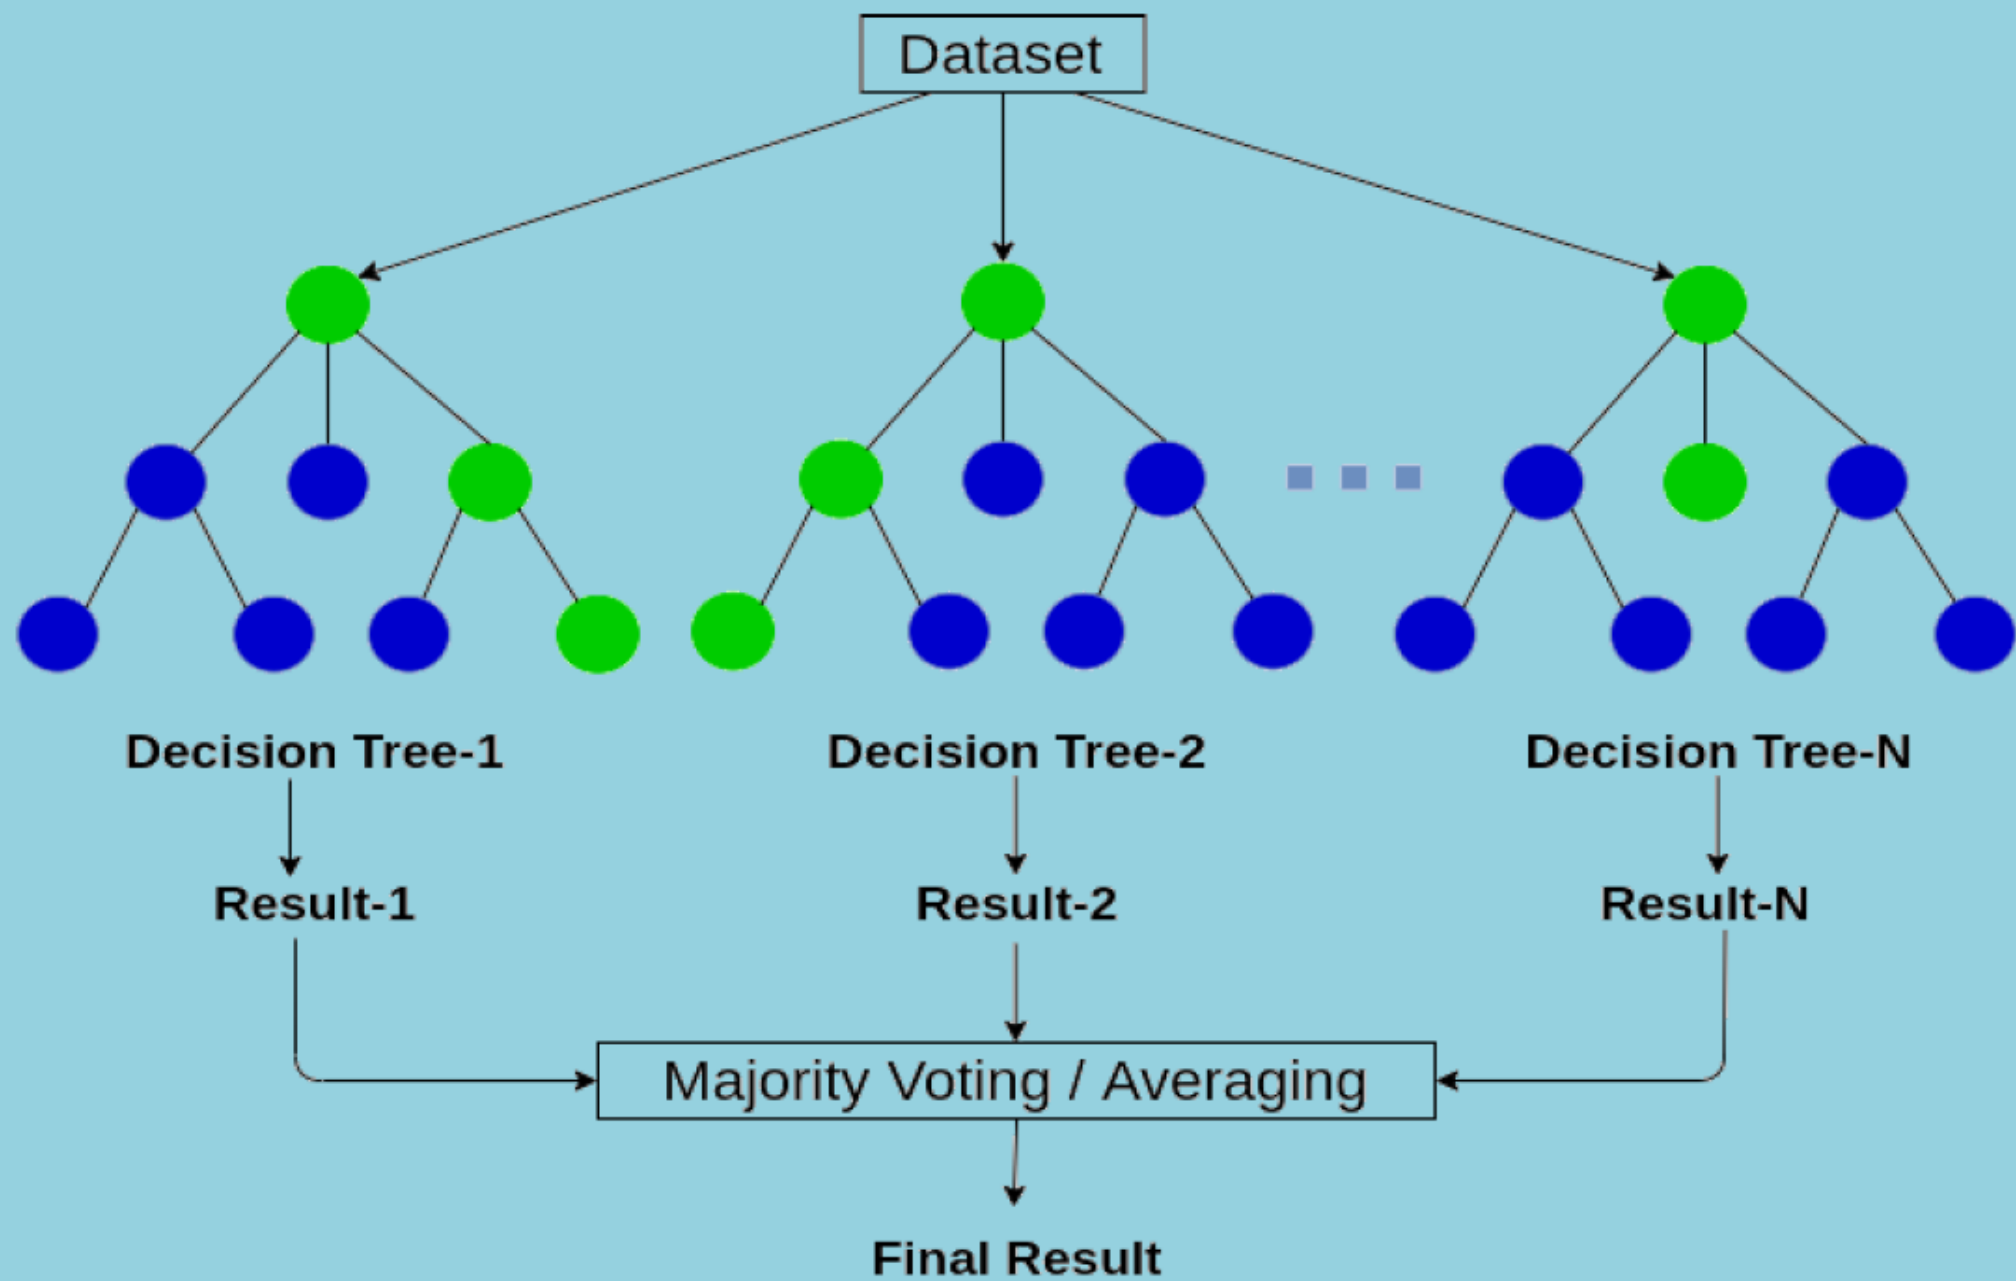 Dataset
Decision Tree-1
Decision Tree-2
Decision Tree-N
Result-1
Result-2
Result-N
Majority Voting / Averaging
Final Result